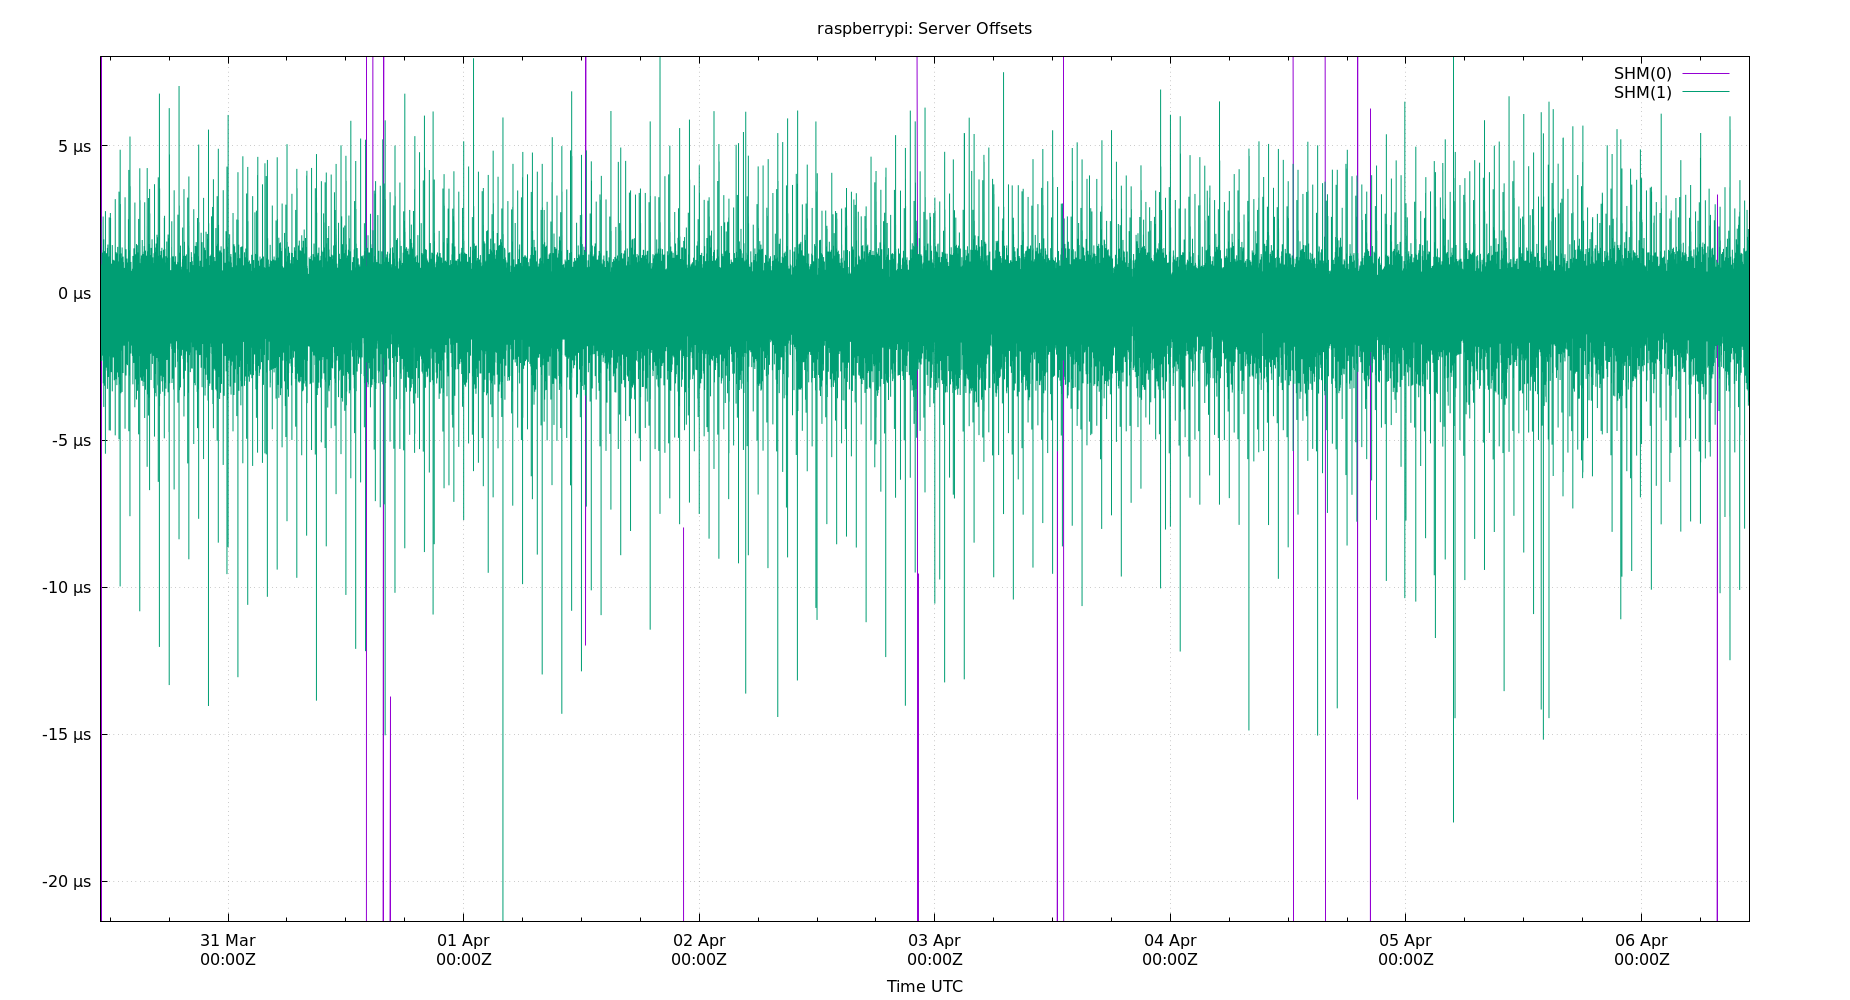 raspberrypi: Server Offsets
SHM(0)
SHM(1)
5 µs
0 µs
-5 µs
-10 µs
-15 µs
-20 µs
31 Mar 01 Apr 02 Apr 03 Apr 04 Apr 05 Apr 06 Apr
00:00Z 00:00Z 00:00Z 00:00Z 00:00Z 00:00Z 00:00Z
Time UTC